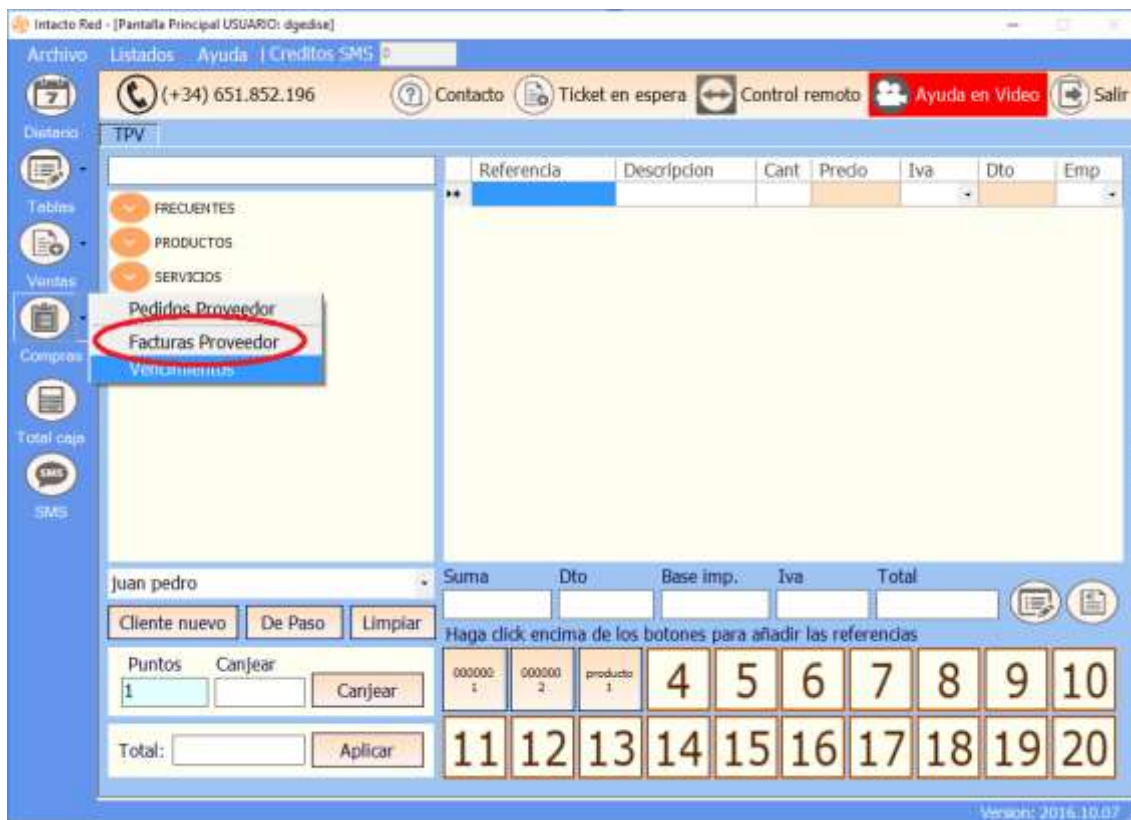 Intacto Red - [Pantalla Principal USUARIO: dgedise]
Archivo Listados Ayuda | Creditos SMS 0
(+34) 651.852.196 Contacto Ticket en espera Control remoto Ayuda en Video Salir
Dietario
TPV
Tablas
Ventas
Compras
Total caja
SMS
SMS
FRECUENTES
PRODUCTOS
SERVICIOS
Pedidos Proveedor
Facturas Proveedor
Vencimientos
Referencia Descripcion Cant Precio Iva Dto Emp
juan pedro
Cliente nuevo De Paso Limpiar
Puntos Canjear
1 Canjear
Total: Aplicar
Suma Dto Base imp. Iva Total
Haga click encima de los botones para añadir las referencias
000000 1 000000 2 producto 1 4 5 6 7 8 9 10
11 12 13 14 15 16 17 18 19 20
Version: 2016.10.07